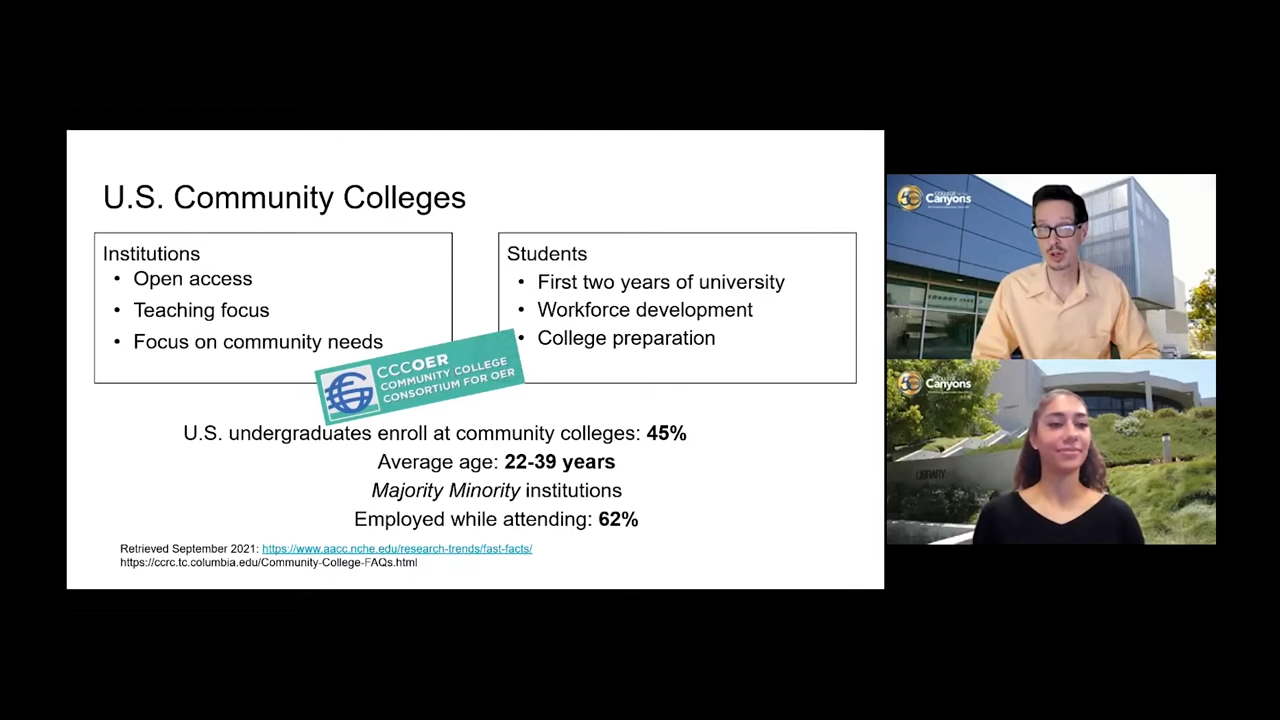 U.S. Community Colleges
Institutions
• Open access
• Teaching focus
• Focus on community needs
Students
• First two years of university
• Workforce development
• College preparation
CCCOER
COMMUNITY COLLEGE
CONSORTIUM FOR OER
U.S. undergraduates enroll at community colleges: 45%
Average age: 22-39 years
Majority Minority institutions
Employed while attending: 62%
Retrieved September 2021: https://www.aacc.nche.edu/research-trends/fast-facts/
https://ccrc.tc.columbia.edu/Community-College-FAQs.html
Canyons
Canyons
LIBRARY